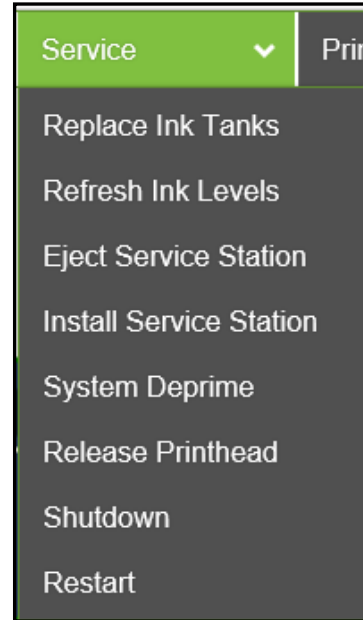 Service
Replace Ink Tanks
Refresh Ink Levels
Eject Service Station
Install Service Station
System Deprime
Release Printhead
Shutdown
Restart